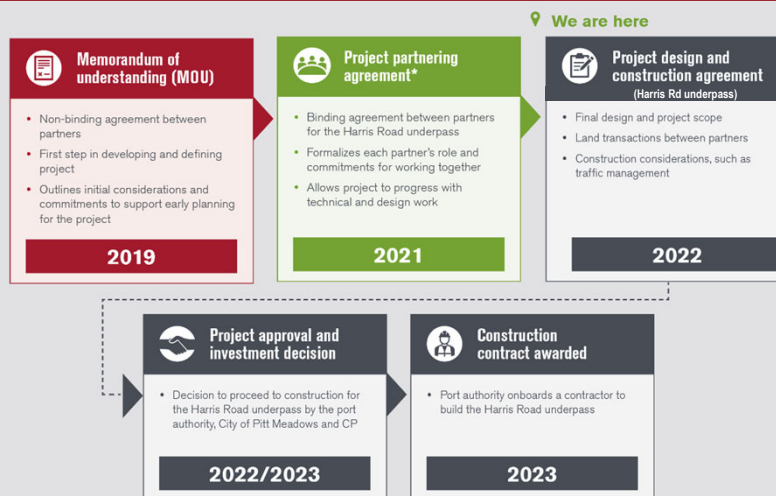 We are here
Memorandum of
understanding (MOU)
• Non-binding agreement between
partners
• First step in developing and defining
project
• Outlines initial considerations and
commitments to support early planning
for the project
2019
Project partnering
agreement*
• Binding agreement between partners
for the Harris Road underpass
• Formalizes each partner's role and
commitments for working together
• Allows project to progress with
technical and design work
2021
Project design and
construction agreement
(Harris Rd underpass)
• Final design and project scope
• Land transactions between partners
• Construction considerations, such as
traffic management
2022
Project approval and
investment decision
• Decision to proceed to construction for
the Harris Road underpass by the port
authority, City of Pitt Meadows and CP
2022/2023
Construction
contract awarded
• Port authority onboards a contractor to
build the Harris Road underpass
2023